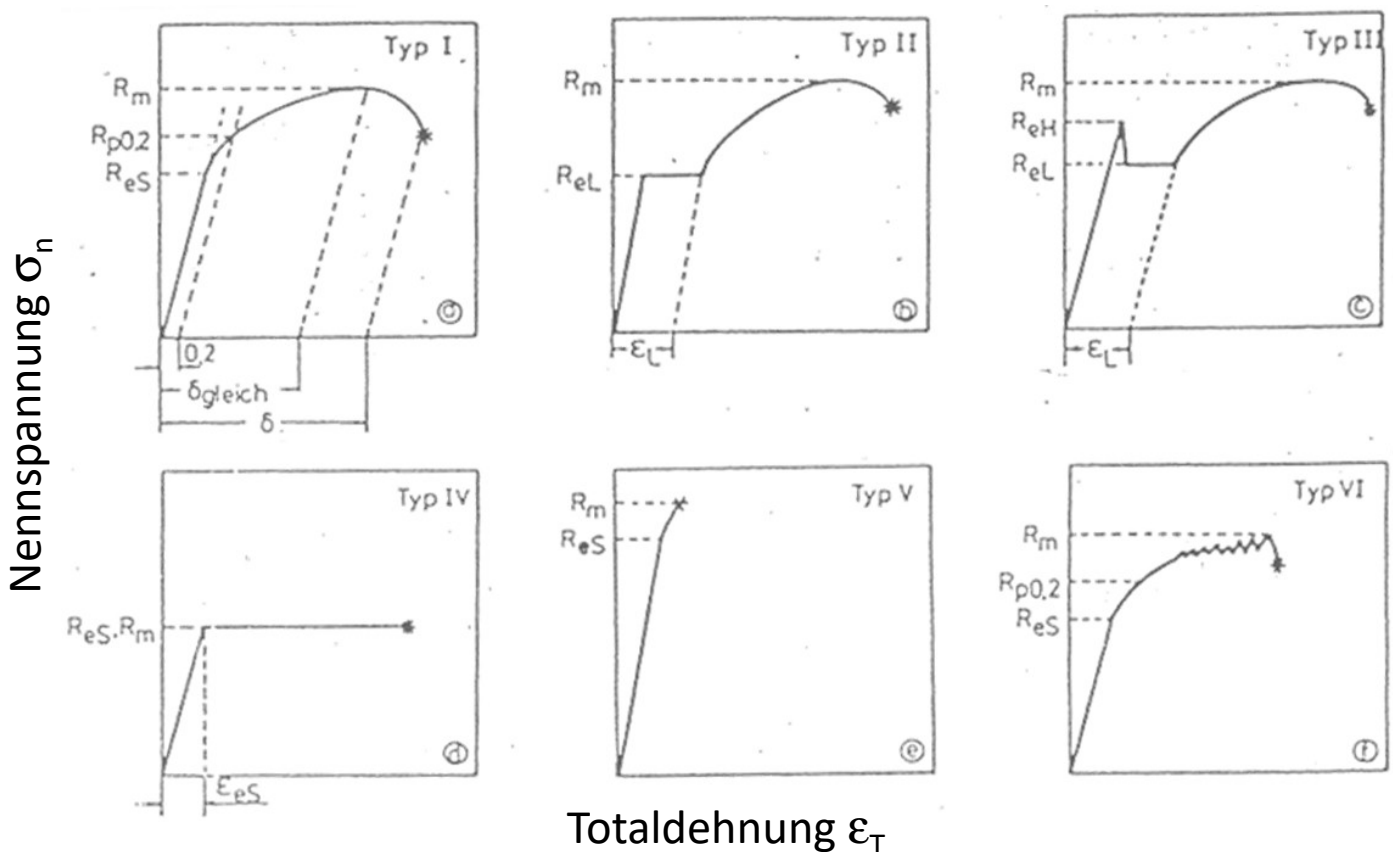 Nennspannung σn
Typ I
Rm
Rp0,2
ReS
0,2
δgleich
δ
a
Typ II
Rm
ReL
εL
b
Typ III
Rm
ReH
ReL
εL
c
Typ IV
ReS,Rm
εeS
d
Typ V
Rm
ReS
e
Typ VI
Rm
Rp0,2
ReS
f
Totaldehnung εT